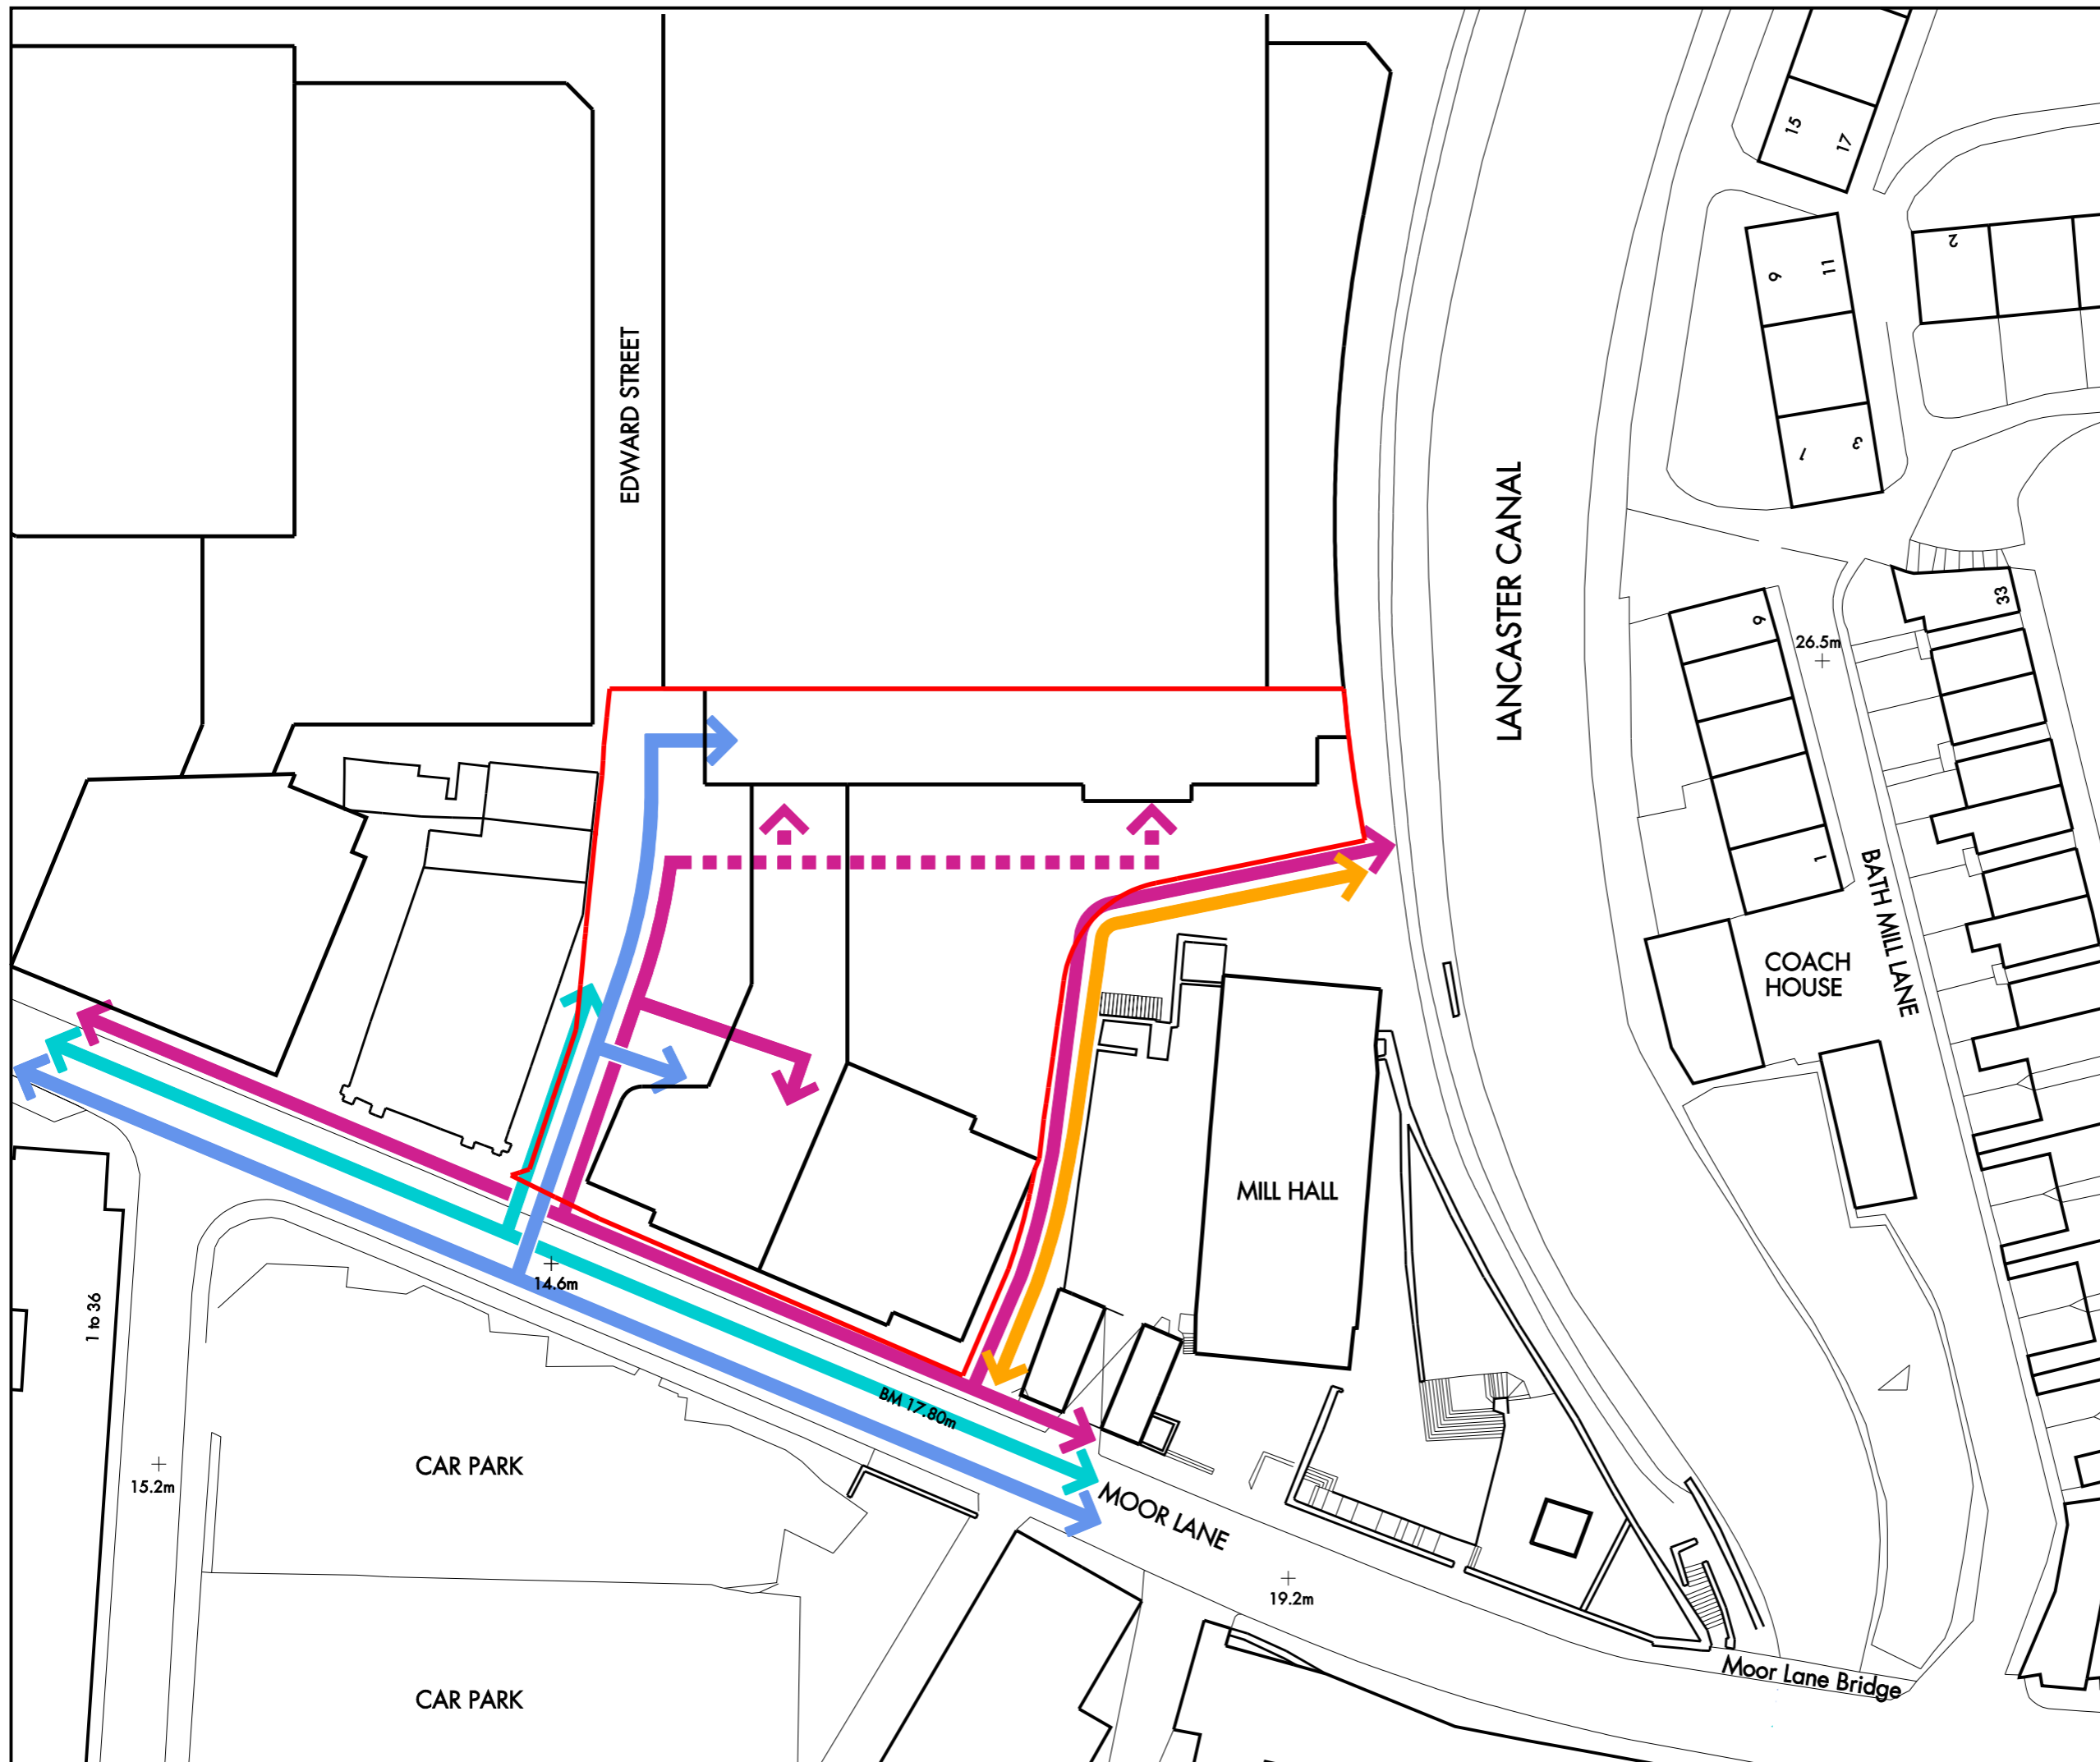 15
17
2
9
11
EDWARD STREET
1
3
LANCASTER CANAL
33
9
26.5m
1
BATH MILL LANE
COACH
HOUSE
MILL HALL
14.6m
1 to 36
BM 17.80m
CAR PARK
15.2m
MOOR LANE
19.2m
Moor Lane Bridge
CAR PARK